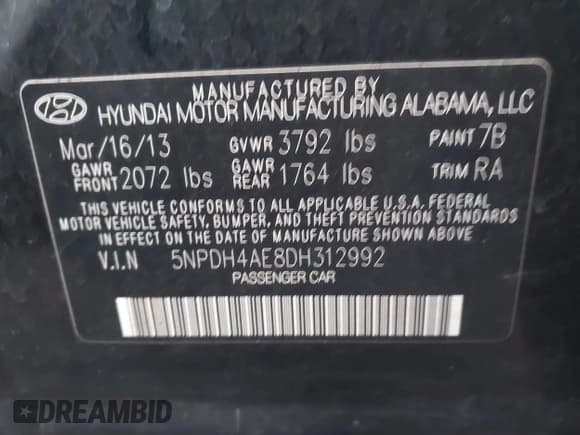 MANUFACTURED BY
HYUNDAI MOTOR MANUFACTURING ALABAMA, LLC
Mar/16/13 GVWR 3792 lbs PAINT 7B
GAWR FRONT 2072 lbs GAWR REAR 1764 lbs TRIM RA
THIS VEHICLE CONFORMS TO ALL APPLICABLE U.S.A. FEDERAL
MOTOR VEHICLE SAFETY, BUMPER, AND THEFT PREVENTION STANDARDS
IN EFFECT ON THE DATE OF MANUFACTURE SHOWN ABOVE
V.I.N 5NPDH4AE8DH312992
PASSENGER CAR
DREAMBID